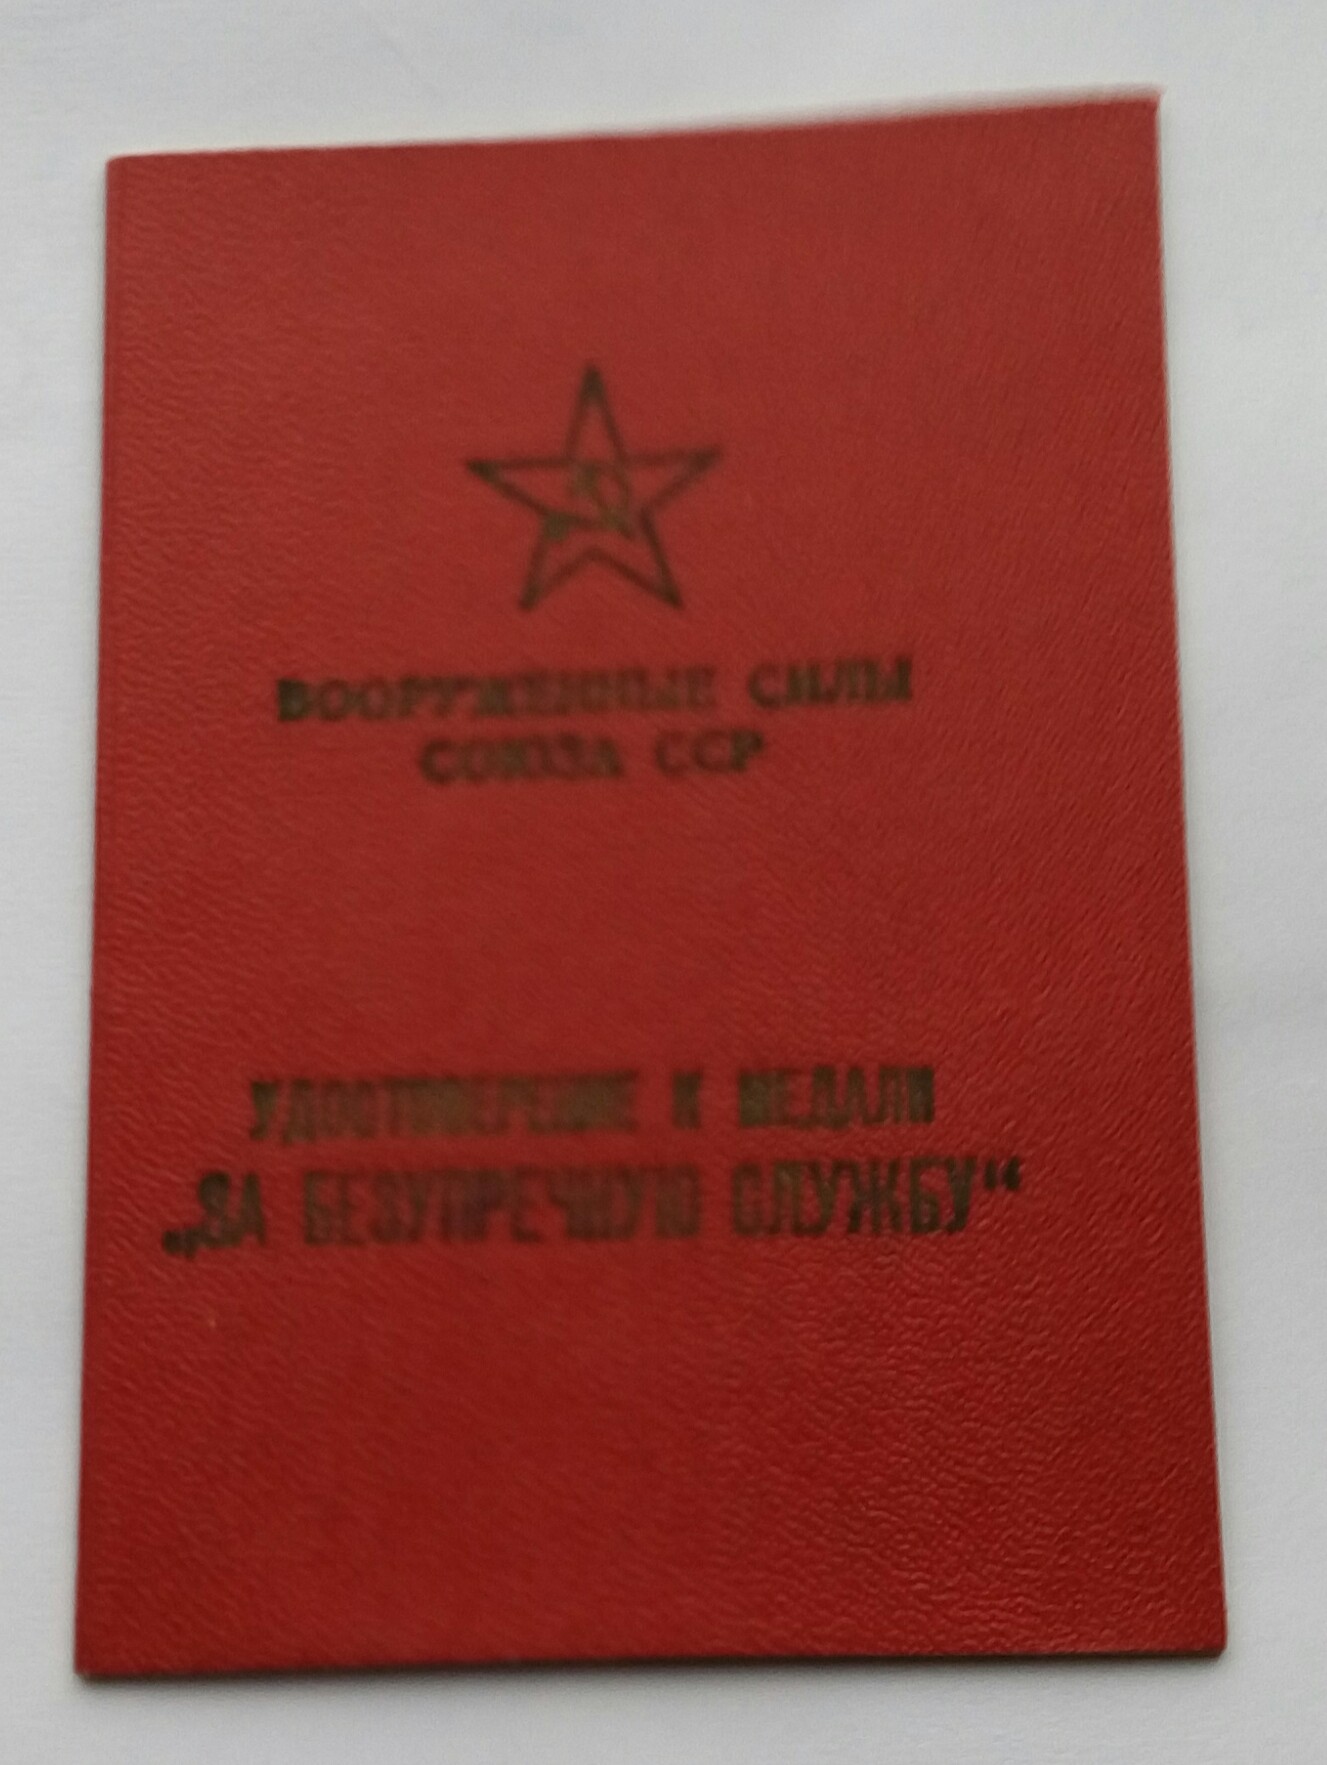 ВООРУЖЕННЫЕ СИЛЫ
СОЮЗА ССР
УДОСТОВЕРЕНИЕ К МЕДАЛИ
„ЗА БЕЗУПРЕЧНУЮ СЛУЖБУ“